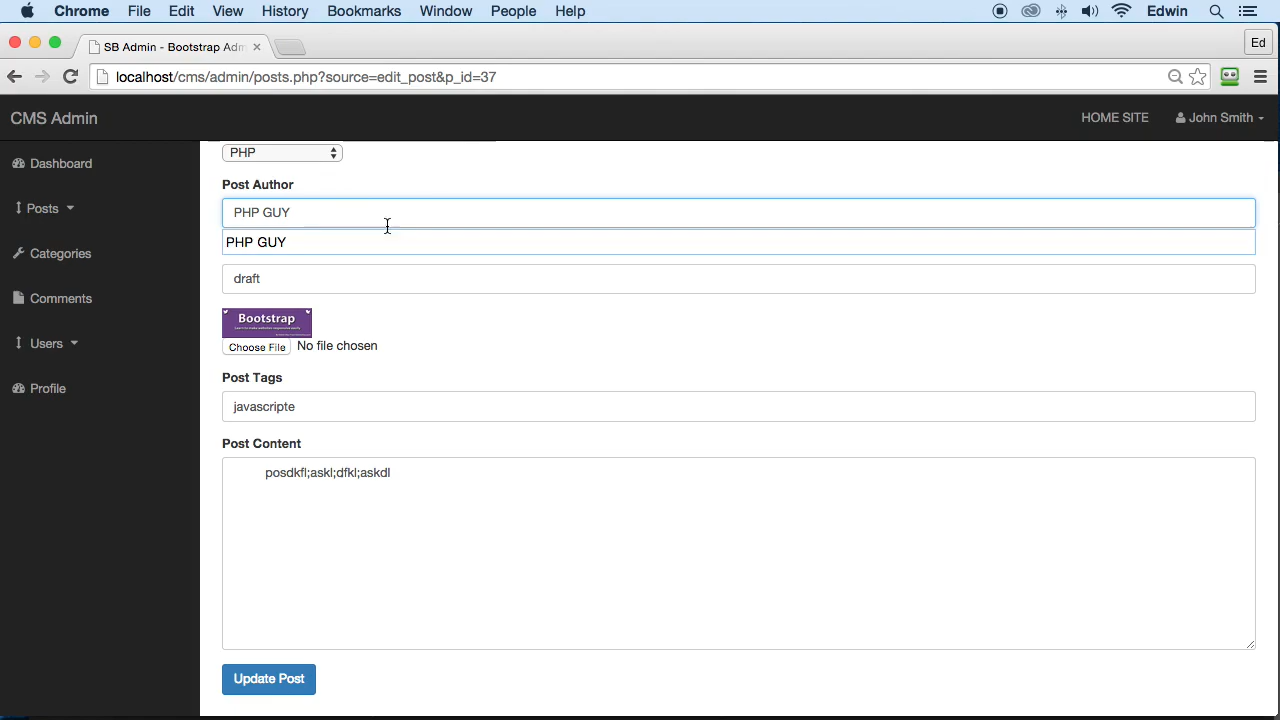 Chrome File Edit View History Bookmarks Window People Help Edwin
SB Admin - Bootstrap Adm
Ed
localhost/cms/admin/posts.php?source=edit_post&p_id=37
CMS Admin
HOME SITE John Smith
Dashboard
Posts
Categories
Comments
Users
Profile
PHP
Post Author
PHP GUY
PHP GUY
draft
Bootstrap
Choose File No file chosen
Post Tags
javascripte
Post Content
posdkfl;askl;dfkl;askdl
Update Post